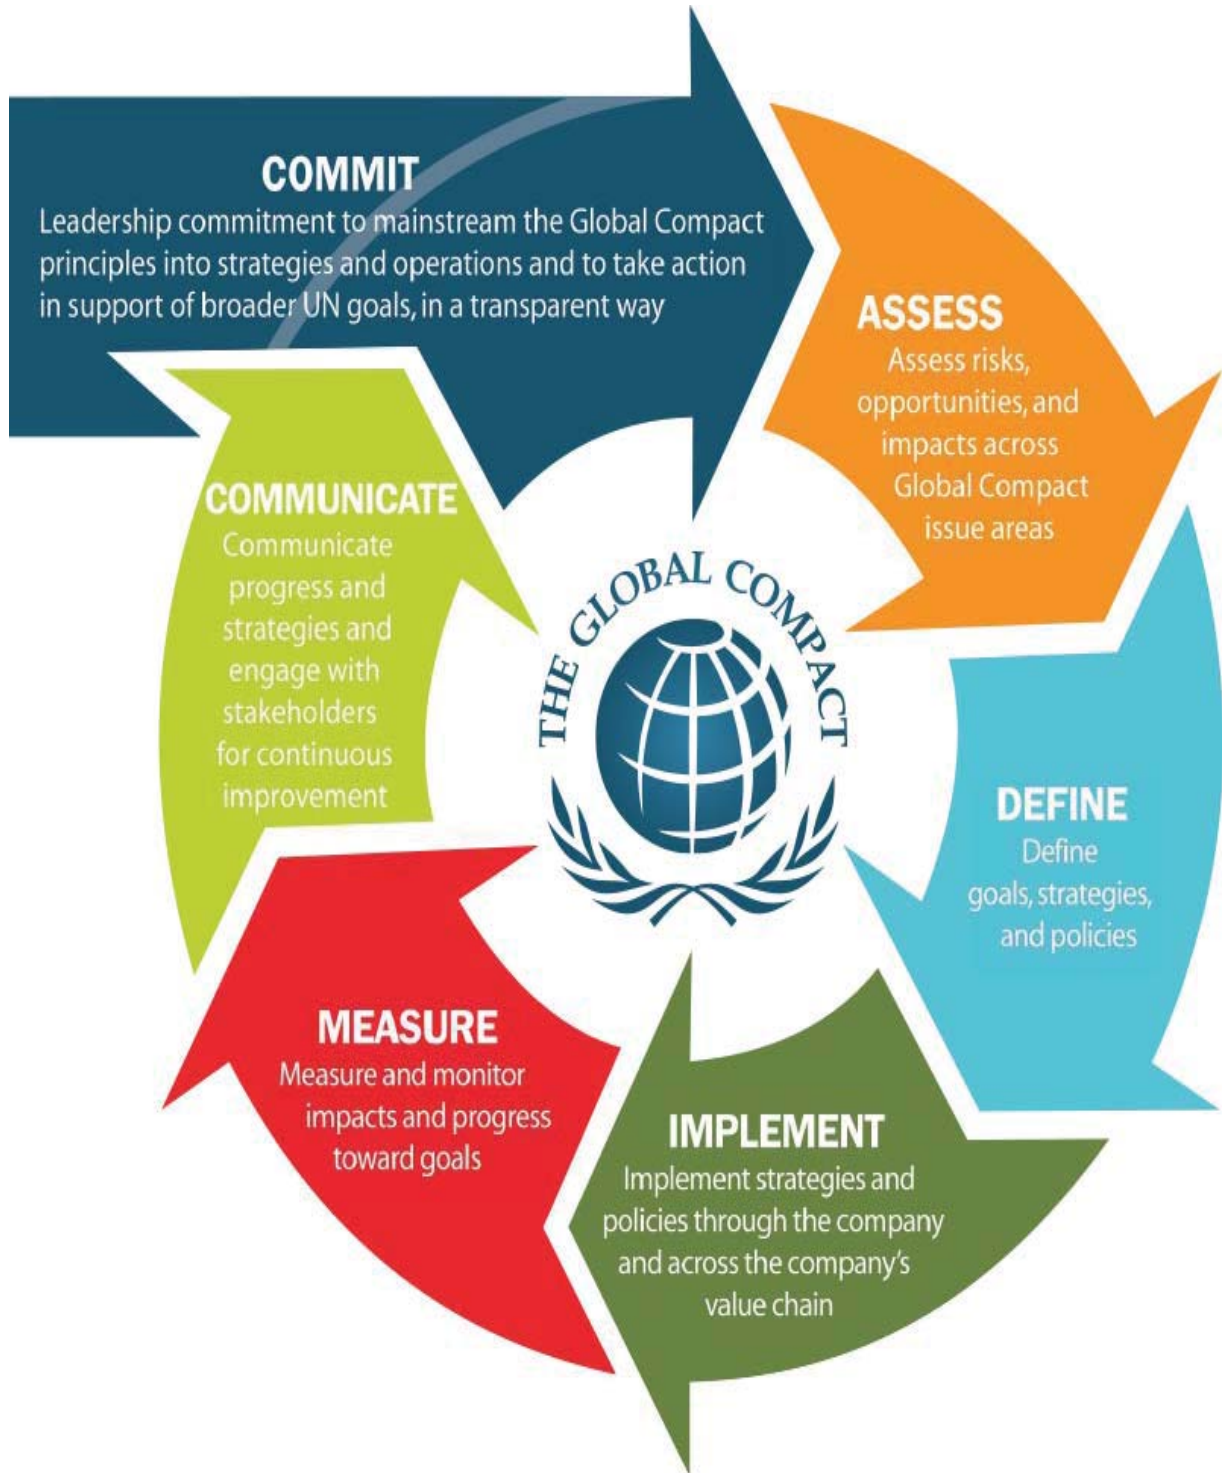 COMMIT
Leadership commitment to mainstream the Global Compact
principles into strategies and operations and to take action
in support of broader UN goals, in a transparent way
ASSESS
Assess risks,
opportunities, and
impacts across
Global Compact
issue areas
DEFINE
Define
goals, strategies,
and policies
IMPLEMENT
Implement strategies and
policies through the company
and across the company's
value chain
MEASURE
Measure and monitor
impacts and progress
toward goals
COMMUNICATE
Communicate
progress and
strategies and
engage with
stakeholders
for continuous
improvement
THE GLOBAL COMPACT